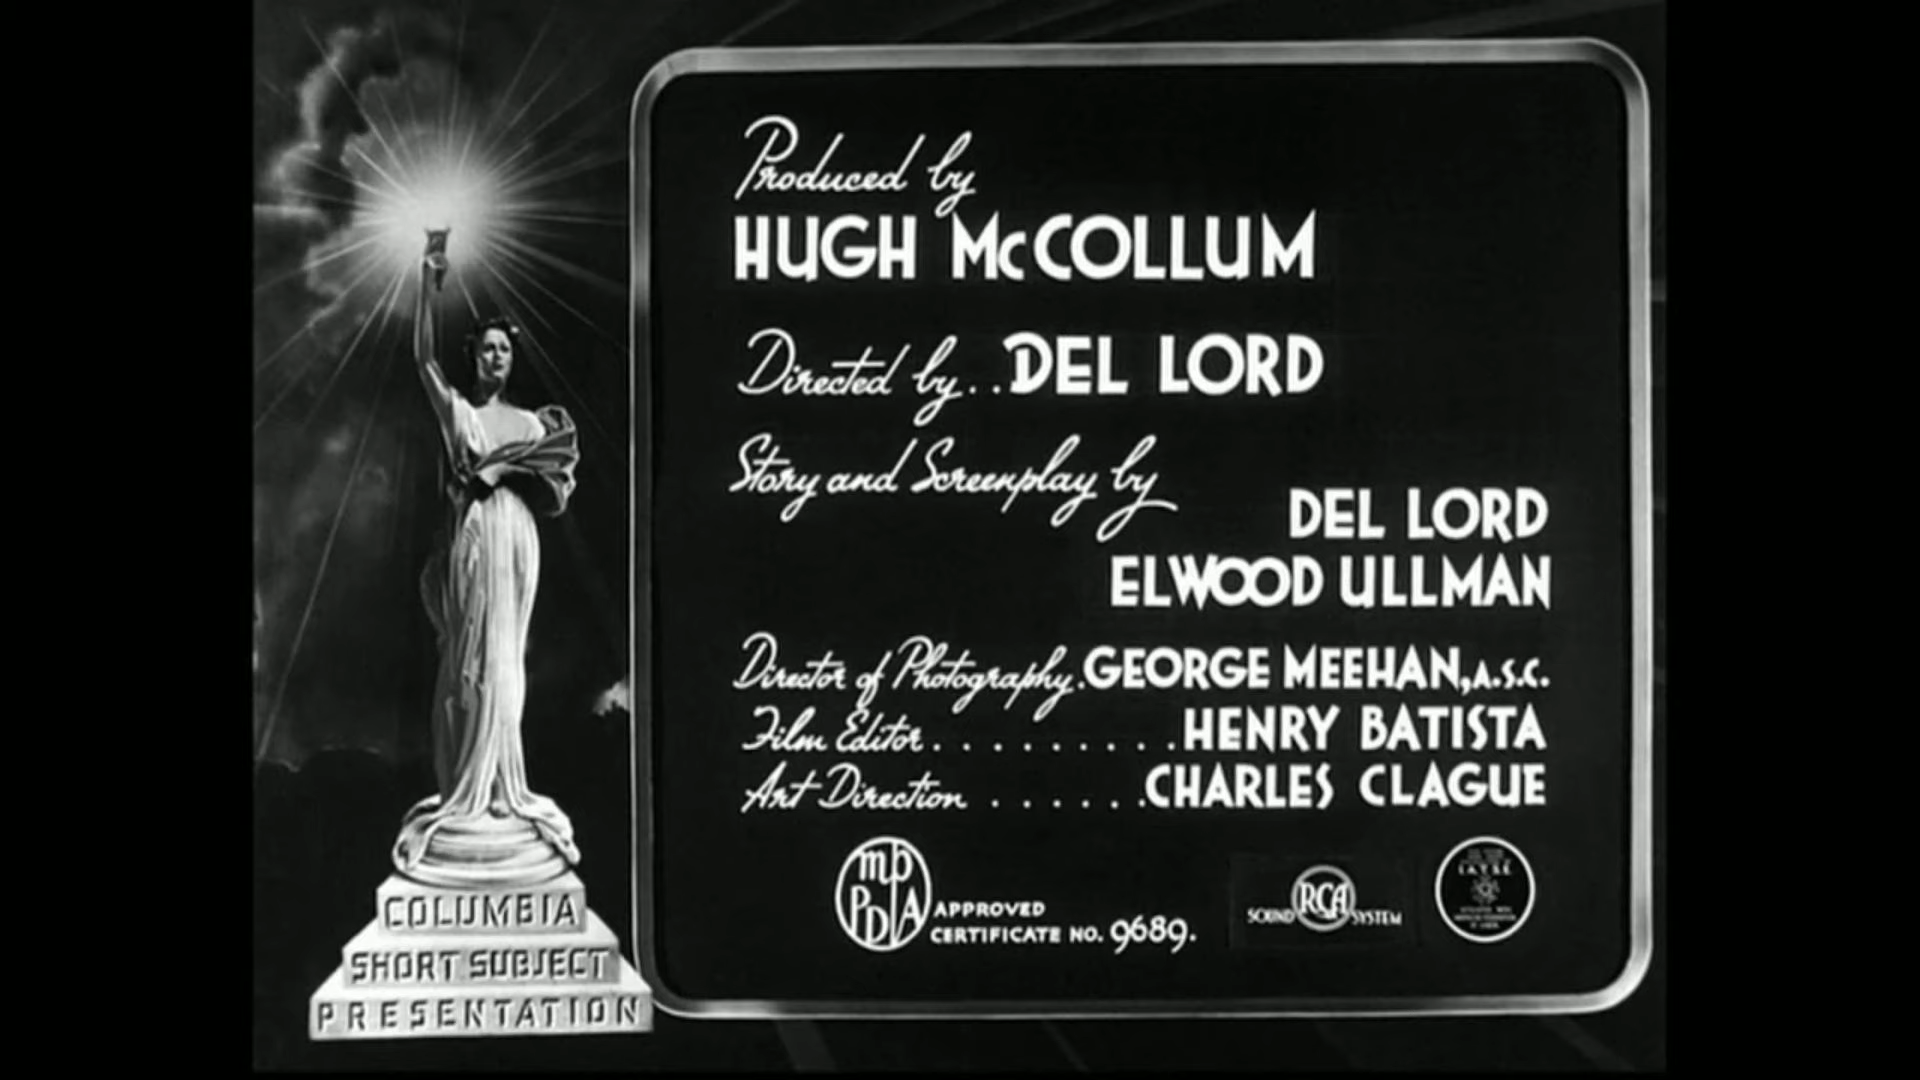 Produced by
HUGH McCOLLUM
Directed by..DEL LORD
Story and Screenplay by
DEL LORD
ELWOOD ULLMAN
Director of Photography.GEORGE MEEHAN, A.S.C.
Film Editor.........HENRY BATISTA
Art Direction ......CHARLES CLAGUE
MPPDA
APPROVED
CERTIFICATE NO. 9689.
RCA
SOUND SYSTEM
I.A.T.S.E.
COLUMBIA
SHORT SUBJECT
PRESENTATION